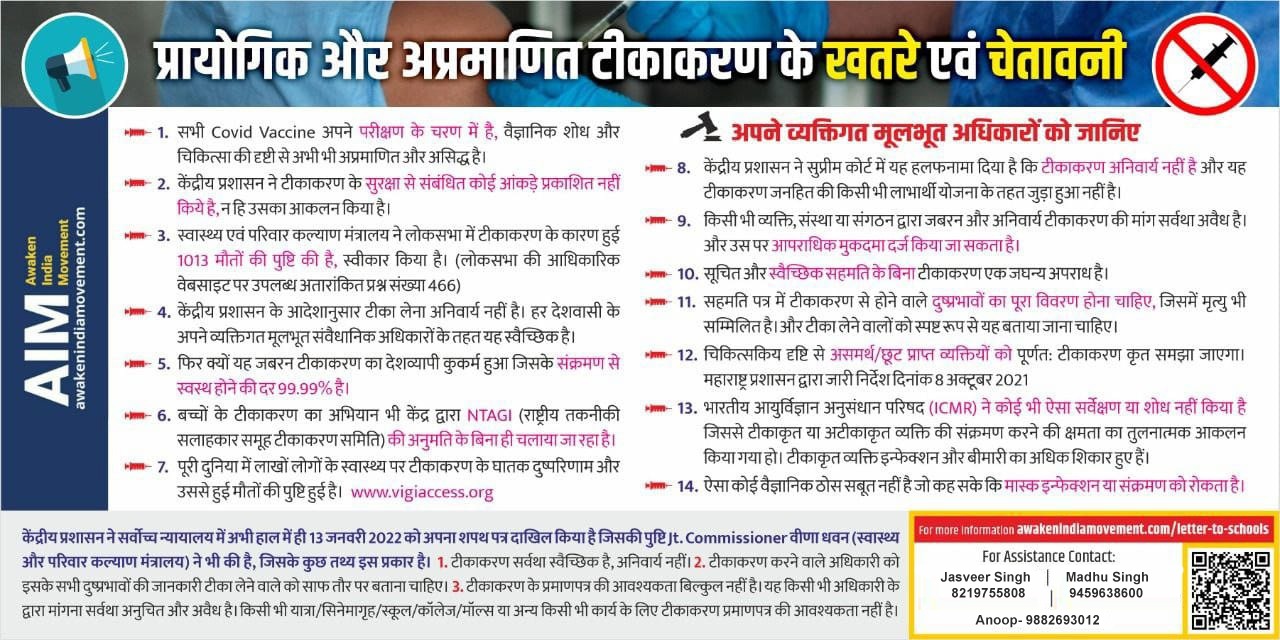 प्रायोगिक और अप्रमाणित टीकाकरण के खतरे एवं चेतावनी
AIM Awaken India Movement
awakenindiamovement.com
1. सभी Covid Vaccine अपने परीक्षण के चरण में है, वैज्ञानिक शोध और
चिकित्सा की दृष्टी से अभी भी अप्रमाणित और असिद्ध है।
2. केंद्रीय प्रशासन ने टीकाकरण के सुरक्षा से संबंधित कोई आंकड़े प्रकाशित नहीं
किये है, न हि उसका आकलन किया है।
3. स्वास्थ्य एवं परिवार कल्याण मंत्रालय ने लोकसभा में टीकाकरण के कारण हुई
1013 मौतों की पुष्टि की है, स्वीकार किया है। (लोकसभा की आधिकारिक
वेबसाइट पर उपलब्ध अतारांकित प्रश्न संख्या 466)
4. केंद्रीय प्रशासन के आदेशानुसार टीका लेना अनिवार्य नहीं है। हर देशवासी के
अपने व्यक्तिगत मूलभूत संवैधानिक अधिकारों के तहत यह स्वैच्छिक है।
5. फिर क्यों यह जबरन टीकाकरण का देशव्यापी कुकर्म हुआ जिसके संक्रमण से
स्वस्थ होने की दर 99.99% है।
6. बच्चों के टीकाकरण का अभियान भी केंद्र द्वारा NTAGI (राष्ट्रीय तकनीकी
सलाहकार समूह टीकाकरण समिति) की अनुमति के बिना ही चलाया जा रहा है।
7. पूरी दुनिया में लाखों लोगों के स्वास्थ्य पर टीकाकरण के घातक दुष्परिणाम और
उससे हुई मौतों की पुष्टि हुई है। www.vigiaccess.org
अपने व्यक्तिगत मूलभूत अधिकारों को जानिए
8. केंद्रीय प्रशासन ने सुप्रीम कोर्ट में यह हलफनामा दिया है कि टीकाकरण अनिवार्य नहीं है और यह
टीकाकरण जनहित की किसी भी लाभार्थी योजना के तहत जुड़ा हुआ नहीं है।
9. किसी भी व्यक्ति, संस्था या संगठन द्वारा जबरन और अनिवार्य टीकाकरण की मांग सर्वथा अवैध है।
और उस पर आपराधिक मुकदमा दर्ज किया जा सकता है।
10. सूचित और स्वैच्छिक सहमति के बिना टीकाकरण एक जघन्य अपराध है।
11. सहमति पत्र में टीकाकरण से होने वाले दुष्प्रभावों का पूरा विवरण होना चाहिए, जिसमें मृत्यु भी
सम्मिलित है। और टीका लेने वालों को स्पष्ट रूप से यह बताया जाना चाहिए।
12. चिकित्सकिय दृष्टि से असमर्थ/छूट प्राप्त व्यक्तियों को पूर्णत: टीकाकरण कृत समझा जाएगा।
महाराष्ट्र प्रशासन द्वारा जारी निर्देश दिनांक 8 अक्टूबर 2021
13. भारतीय आयुर्विज्ञान अनुसंधान परिषद (ICMR) ने कोई भी ऐसा सर्वेक्षण या शोध नहीं किया है
जिससे टीकाकृत या अटीकाकृत व्यक्ति की संक्रमण करने की क्षमता का तुलनात्मक आकलन
किया गया हो। टीकाकृत व्यक्ति इन्फेक्शन और बीमारी का अधिक शिकार हुए हैं।
14. ऐसा कोई वैज्ञानिक ठोस सबूत नहीं है जो कह सके कि मास्क इन्फेक्शन या संक्रमण को रोकता है।
केंद्रीय प्रशासन ने सर्वोच्च न्यायालय में अभी हाल में ही 13 जनवरी 2022 को अपना शपथ पत्र दाखिल किया है जिसकी पुष्टि Jt. Commissioner वीणा धवन (स्वास्थ्य
और परिवार कल्याण मंत्रालय) ने भी की है, जिसके कुछ तथ्य इस प्रकार है। 1. टीकाकरण सर्वथा स्वैच्छिक है, अनिवार्य नहीं। 2. टीकाकरण करने वाले अधिकारी को
इसके सभी दुष्प्रभावों की जानकारी टीका लेने वाले को साफ तौर पर बताना चाहिए। 3. टीकाकरण के प्रमाणपत्र की आवश्यकता बिल्कुल नहीं है। यह किसी भी अधिकारी के
द्वारा मांगना सर्वथा अनुचित और अवैध है। किसी भी यात्रा/सिनेमागृह/स्कूल/कॉलेज/मॉल्स या अन्य किसी भी कार्य के लिए टीकाकरण प्रमाणपत्र की आवश्यकता नहीं है।
For more information awakenindiamovement.com/letter-to-schools
For Assistance Contact:
Jasveer Singh | Madhu Singh
8219755808 | 9459638600
Anoop- 9882693012